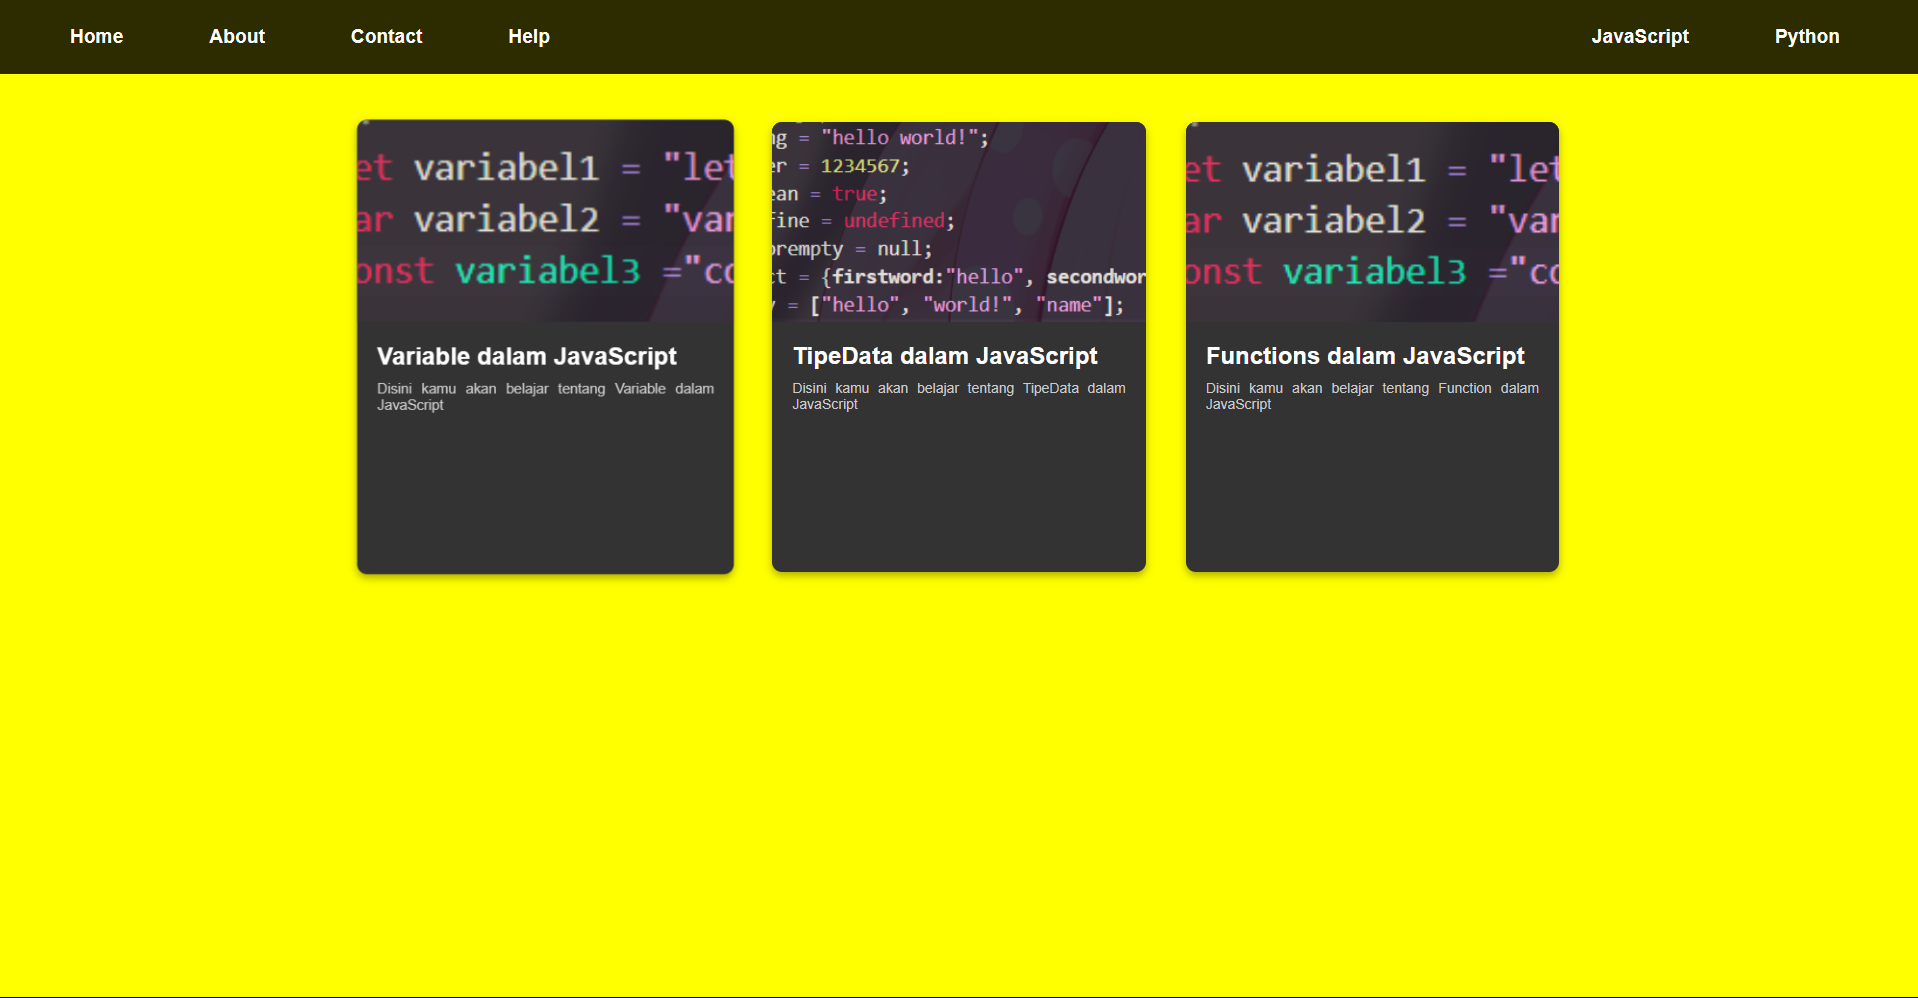 Home About Contact Help JavaScript Python
et variabel1 = "let
ar variabel2 = "var
onst variabel3 ="co
ng = "hello world!";
er = 1234567;
ean = true;
fine = undefined;
orempty = null;
ct = {firstword:"hello", secondwor
y = ["hello", "world!", "name"];
et variabel1 = "let
ar variabel2 = "var
onst variabel3 ="co
Variable dalam JavaScript
Disini kamu akan belajar tentang Variable dalam
JavaScript
TipeData dalam JavaScript
Disini kamu akan belajar tentang TipeData dalam
JavaScript
Functions dalam JavaScript
Disini kamu akan belajar tentang Function dalam
JavaScript